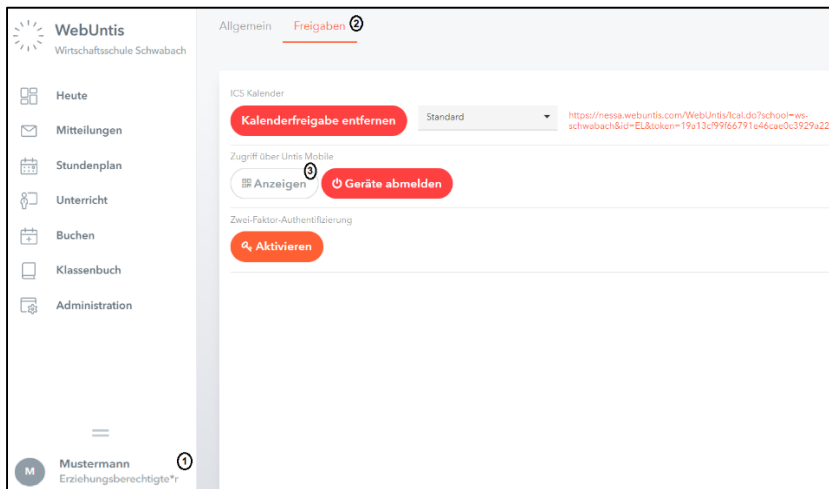 WebUntis
Wirtschaftsschule Schwabach
Heute
Mitteilungen
Stundenplan
Unterricht
Buchen
Klassenbuch
Administration
Mustermann 1
Erziehungsberechtigte*r
M
Allgemein Freigaben 2
ICS Kalender
Kalenderfreigabe entfernen Standard
https://nessa.webuntis.com/WebUntis/Ical.do?school=ws-
schwabach&id=EL&token=19a13cf99f66791e46cae0c3929a22
Zugriff über Untis Mobile
Anzeigen 3 Geräte abmelden
Zwei-Faktor-Authentifizierung
Aktivieren